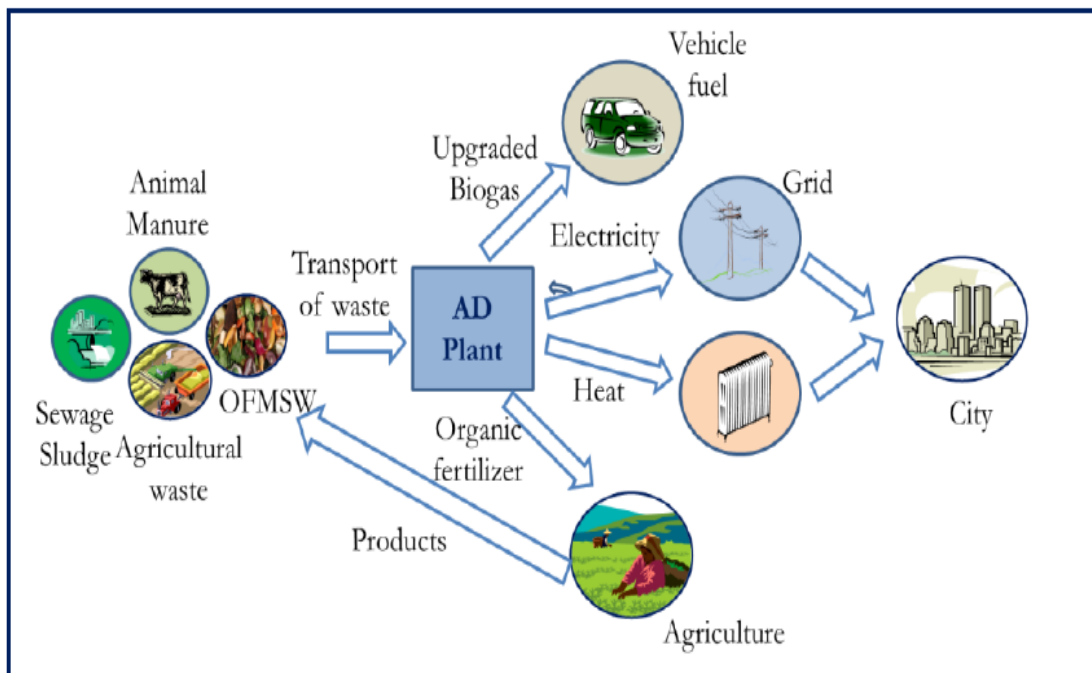 Vehicle
fuel
Upgraded
Biogas
Animal
Manure
Grid
Electricity
Transport
of waste
AD
Plant
Heat
OFMSW
Sewage
Sludge
Agricultural
waste
Organic
fertilizer
City
Products
Agriculture